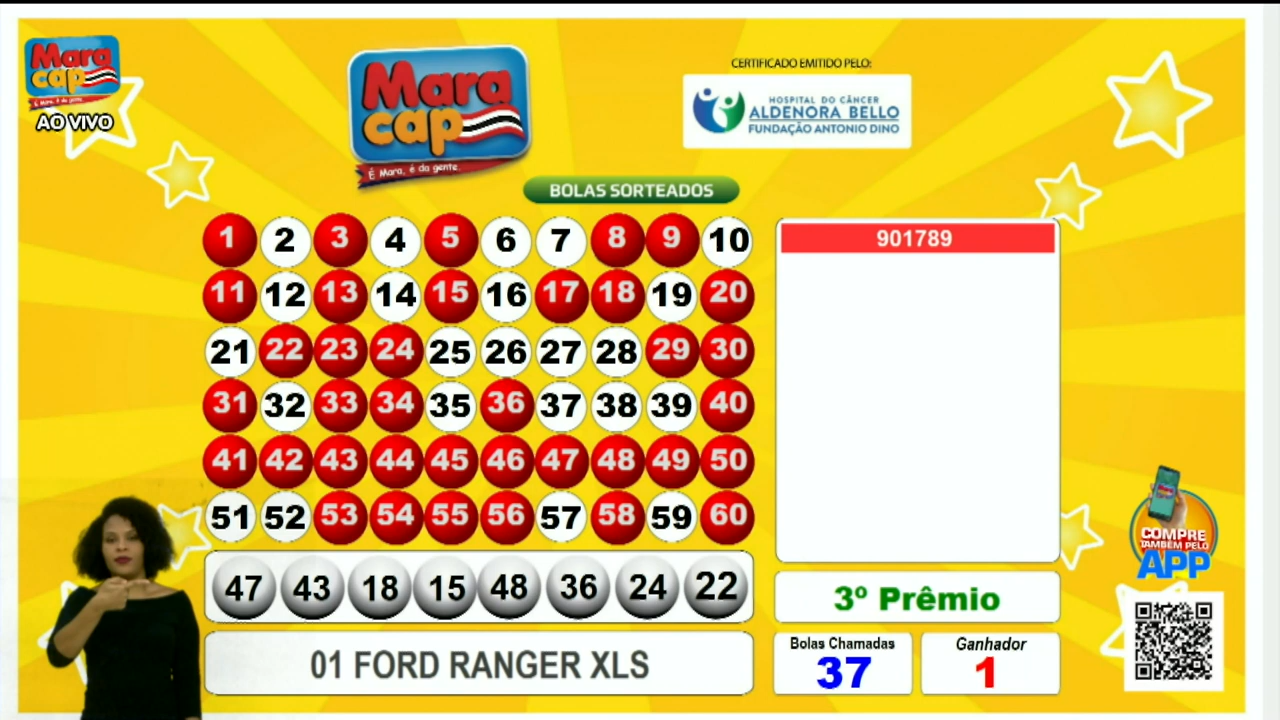 Mara
cap
É Mara, é da gente.
AO VIVO
Mara
cap
É Mara, é da gente.
CERTIFICADO EMITIDO PELO:
HOSPITAL DO CÂNCER
ALDENORA BELLO
FUNDAÇÃO ANTONIO DINO
BOLAS SORTEADOS
1 2 3 4 5 6 7 8 9 10
11 12 13 14 15 16 17 18 19 20
21 22 23 24 25 26 27 28 29 30
31 32 33 34 35 36 37 38 39 40
41 42 43 44 45 46 47 48 49 50
51 52 53 54 55 56 57 58 59 60
47 43 18 15 48 36 24 22
01 FORD RANGER XLS
901789
3º Prêmio
Bolas Chamadas
37
Ganhador
1
COMPRE
TAMBÉM PELO
APP